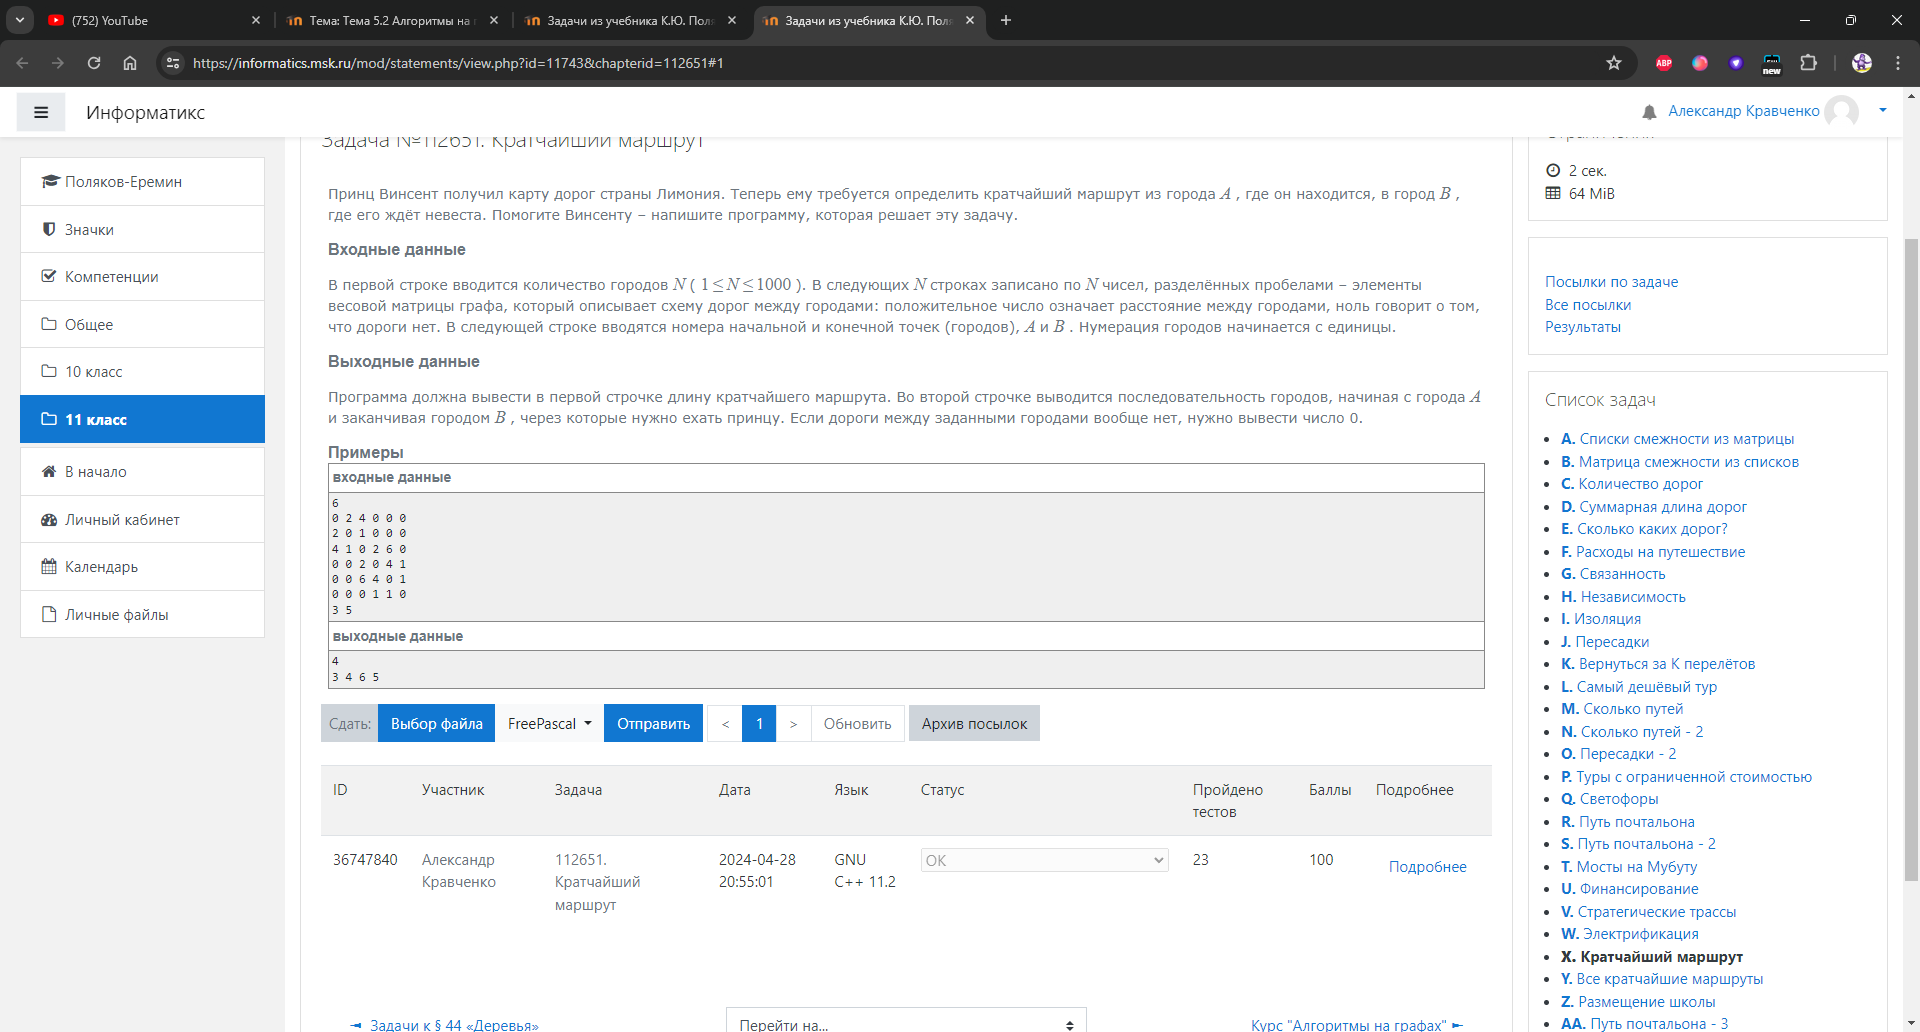 (752) YouTube
Тема: Тема 5.2 Алгоритмы на
Задачи из учебника К.Ю. Поля
Задачи из учебника К.Ю. Поля
https://informatics.msk.ru/mod/statements/view.php?id=11743&chapterid=112651#1
ABP
new
Информатикс
Александр Кравченко
Поляков-Еремин
Значки
Компетенции
Общее
10 класс
11 класс
В начало
Личный кабинет
Календарь
Личные файлы
Задача №112651. Кратчайший маршрут
Принц Винсент получил карту дорог страны Лимония. Теперь ему требуется определить кратчайший маршрут из города A , где он находится, в город B ,
где его ждёт невеста. Помогите Винсенту – напишите программу, которая решает эту задачу.
Входные данные
В первой строке вводится количество городов N ( 1≤N≤1000 ). В следующих N строках записано по N чисел, разделённых пробелами – элементы
весовой матрицы графа, который описывает схему дорог между городами: положительное число означает расстояние между городами, ноль говорит о том,
что дороги нет. В следующей строке вводятся номера начальной и конечной точек (городов), A и B . Нумерация городов начинается с единицы.
Выходные данные
Программа должна вывести в первой строчке длину кратчайшего маршрута. Во второй строчке выводится последовательность городов, начиная с города A
и заканчивая городом B , через которые нужно ехать принцу. Если дороги между заданными городами вообще нет, нужно вывести число 0.
Примеры
входные данные
6
0 2 4 0 0 0
2 0 1 0 0 0
4 1 0 2 6 0
0 0 2 0 4 1
0 0 6 4 0 1
0 0 0 1 1 0
3 5
выходные данные
4
3 4 6 5
Сдать: Выбор файла FreePascal Отправить < 1 > Обновить Архив посылок
ID Участник Задача Дата Язык Статус Пройдено тестов Баллы Подробнее
36747840 Александр Кравченко 112651. Кратчайший маршрут 2024-04-28 20:55:01 GNU C++ 11.2 OK 23 100 Подробнее
Задачи к § 44 «Деревья»
Перейти на...
Курс "Алгоритмы на графах"
2 сек.
64 MiB
Посылки по задаче
Все посылки
Результаты
Список задач
A. Списки смежности из матрицы
B. Матрица смежности из списков
C. Количество дорог
D. Суммарная длина дорог
E. Сколько каких дорог?
F. Расходы на путешествие
G. Связанность
H. Независимость
I. Изоляция
J. Пересадки
K. Вернуться за К перелётов
L. Самый дешёвый тур
M. Сколько путей
N. Сколько путей - 2
O. Пересадки - 2
P. Туры с ограниченной стоимостью
Q. Светофоры
R. Путь почтальона
S. Путь почтальона - 2
T. Мосты на Мубуту
U. Финансирование
V. Стратегические трассы
W. Электрификация
X. Кратчайший маршрут
Y. Все кратчайшие маршруты
Z. Размещение школы
AA. Путь почтальона - 3